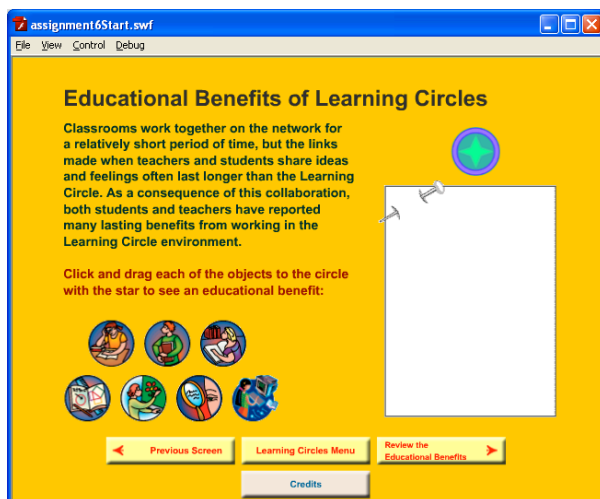 assignment6Start.swf
File View Control Debug
Educational Benefits of Learning Circles
Classrooms work together on the network for
a relatively short period of time, but the links
made when teachers and students share ideas
and feelings often last longer than the Learning
Circle. As a consequence of this collaboration,
both students and teachers have reported
many lasting benefits from working in the
Learning Circle environment.
Click and drag each of the objects to the circle
with the star to see an educational benefit:
Previous Screen
Learning Circles Menu
Review the
Educational Benefits
Credits